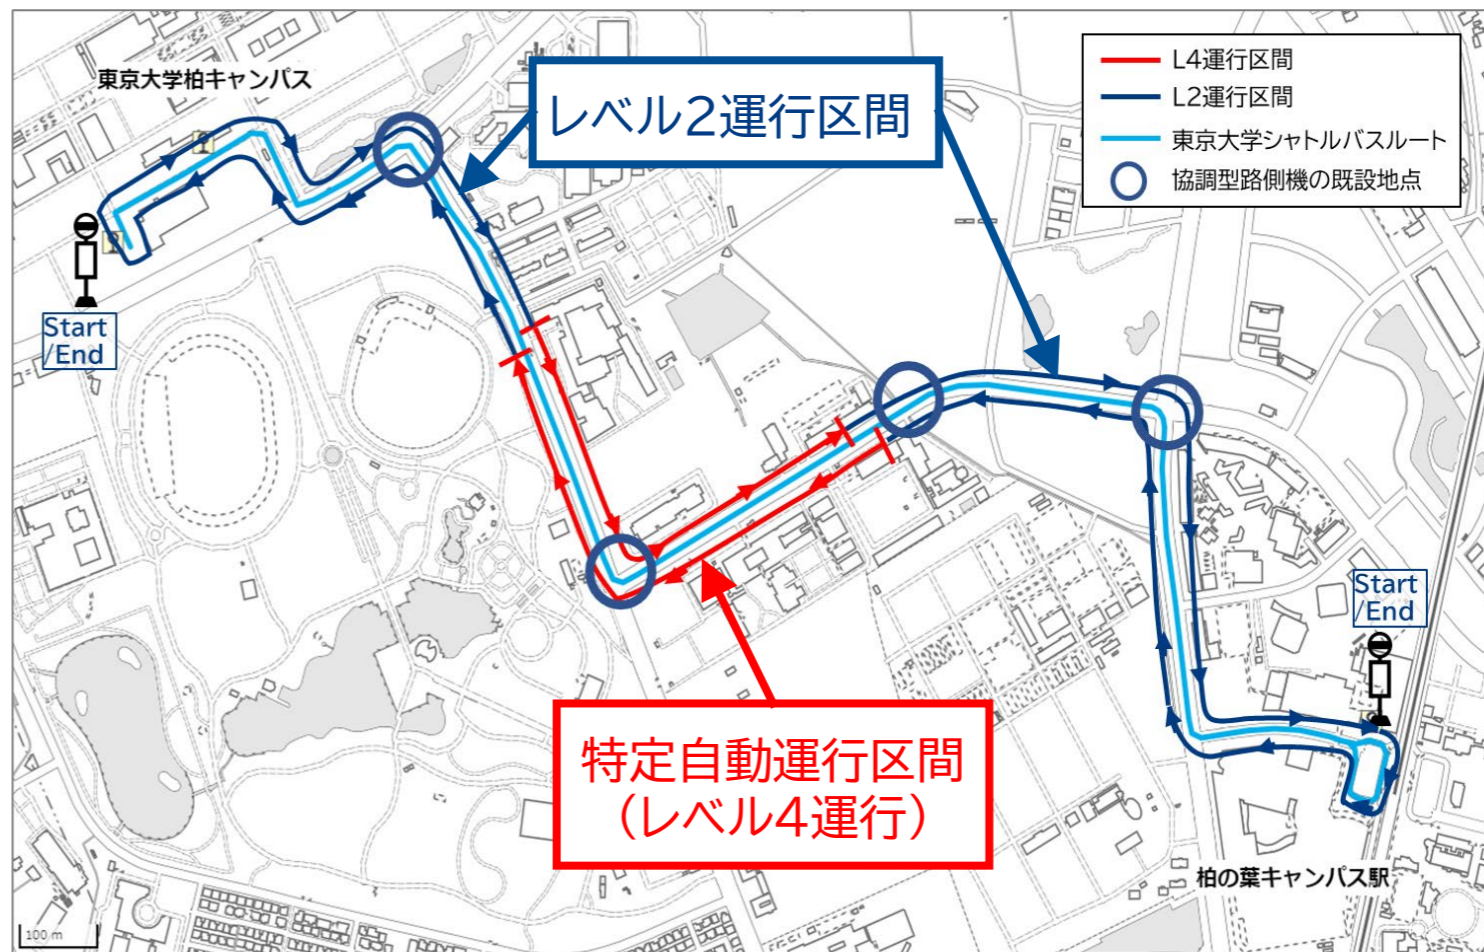 東京大学柏キャンパス
レベル2運行区間
L4運行区間
L2運行区間
東京大学シャトルバスルート
協調型路側機の既設地点
Start
/End
Start
/End
特定自動運行区間
(レベル4運行)
柏の葉キャンパス駅
100 m